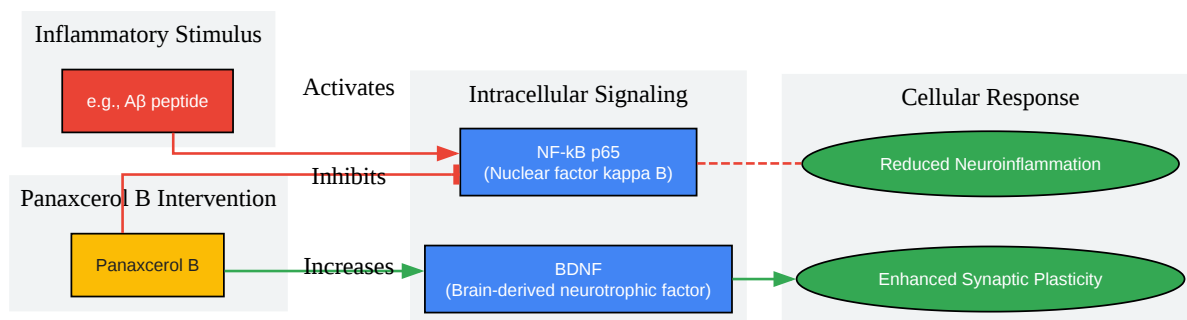 Inflammatory Stimulus
e.g., Aβ peptide
Activates
Panaxcerol B Intervention
Inhibits
Panaxcerol B
Increases
Intracellular Signaling
NF-kB p65
(Nuclear factor kappa B)
BDNF
(Brain-derived neurotrophic factor)
Cellular Response
Reduced Neuroinflammation
Enhanced Synaptic Plasticity